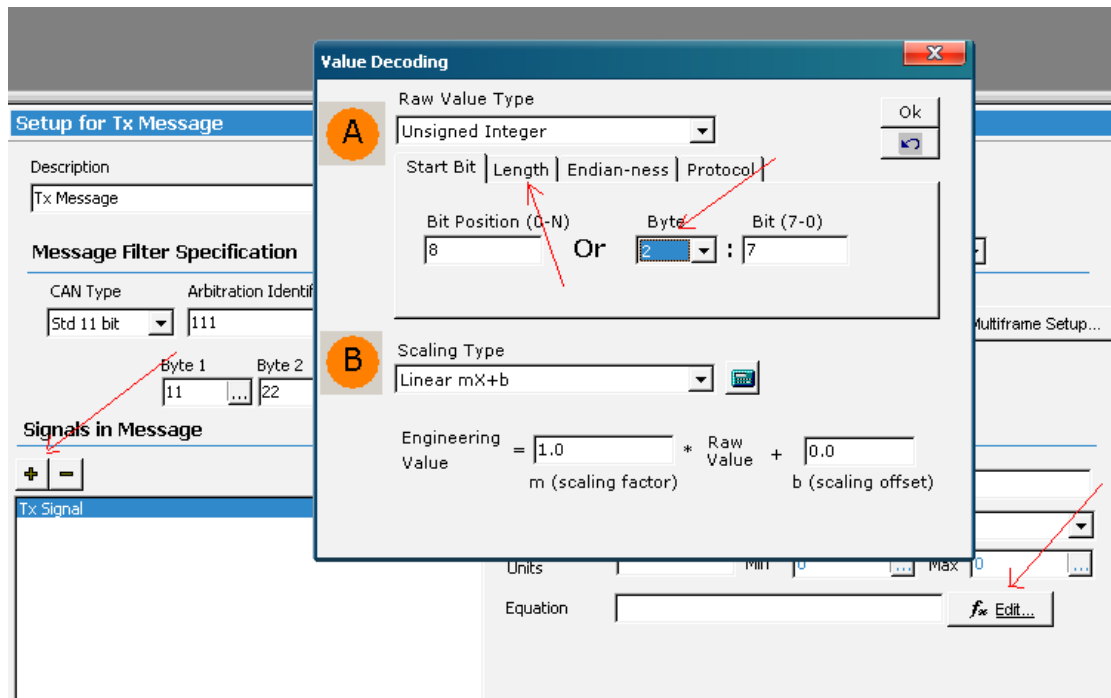 Value Decoding
X
A
Raw Value Type
Unsigned Integer
Ok
Start Bit Length Endian-ness Protocol
Bit Position (0-N) Byte Bit (7-0)
8 Or 2 : 7
B
Scaling Type
Linear mX+b
Engineering Value = 1.0 * Raw Value + 0.0
m (scaling factor) b (scaling offset)
Setup for Tx Message
Description
Tx Message
Message Filter Specification
CAN Type Arbitration Identif
Std 11 bit 111
Multiframe Setup...
Byte 1 Byte 2
11 ... 22
Signals in Message
+ -
Tx Signal
Units Min 0 ... Max 0 ...
Equation fx Edit...